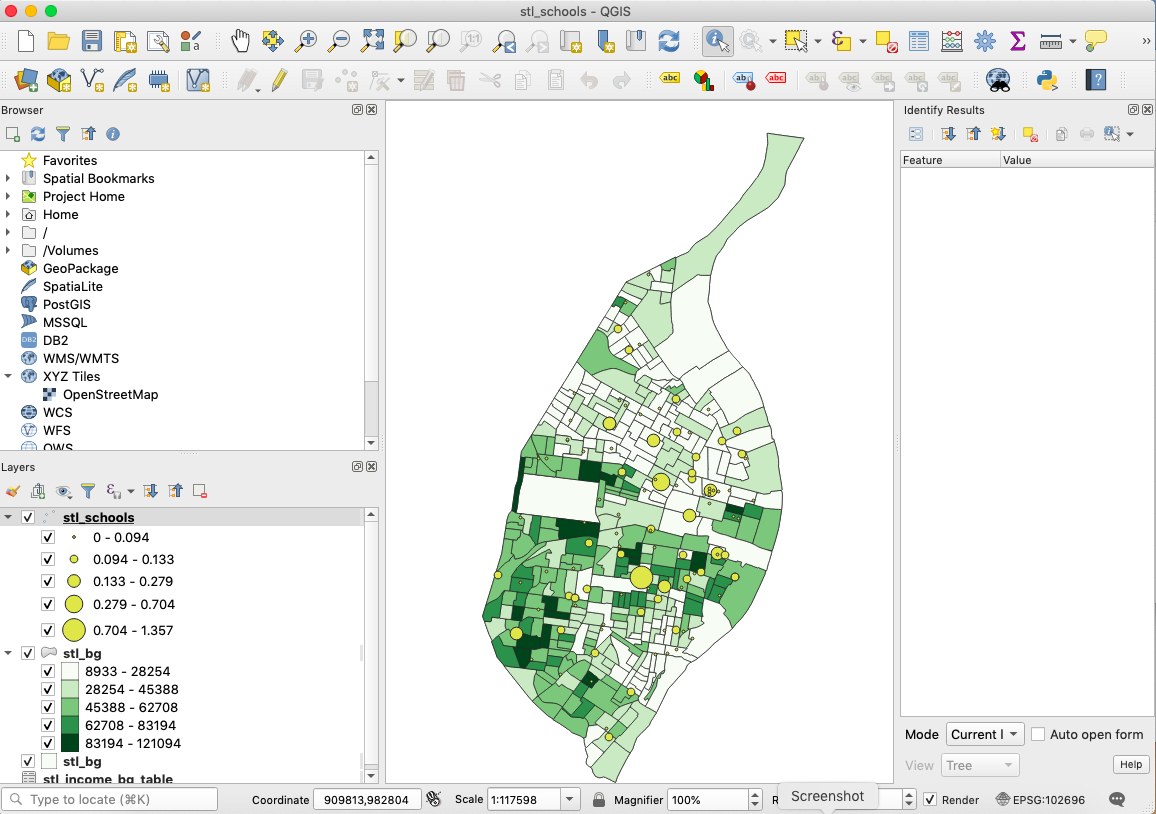 stl_schools - QGIS
Browser
Favorites
Spatial Bookmarks
Project Home
Home
/
/Volumes
GeoPackage
SpatiaLite
PostGIS
MSSQL
DB2
DB2
WMS/WMTS
XYZ Tiles
OpenStreetMap
WCS
WFS
OWS
Layers
stl_schools
0 - 0.094
0.094 - 0.133
0.133 - 0.279
0.279 - 0.704
0.704 - 1.357
stl_bg
8933 - 28254
28254 - 45388
45388 - 62708
62708 - 83194
83194 - 121094
stl_bg
stl_income_bg_table
Identify Results
Feature Value
Mode Current l Auto open form
View Tree Help
Type to locate (⌘K) Coordinate 909813,982804 Scale 1:117598 Magnifier 100% R Screenshot Render EPSG:102696